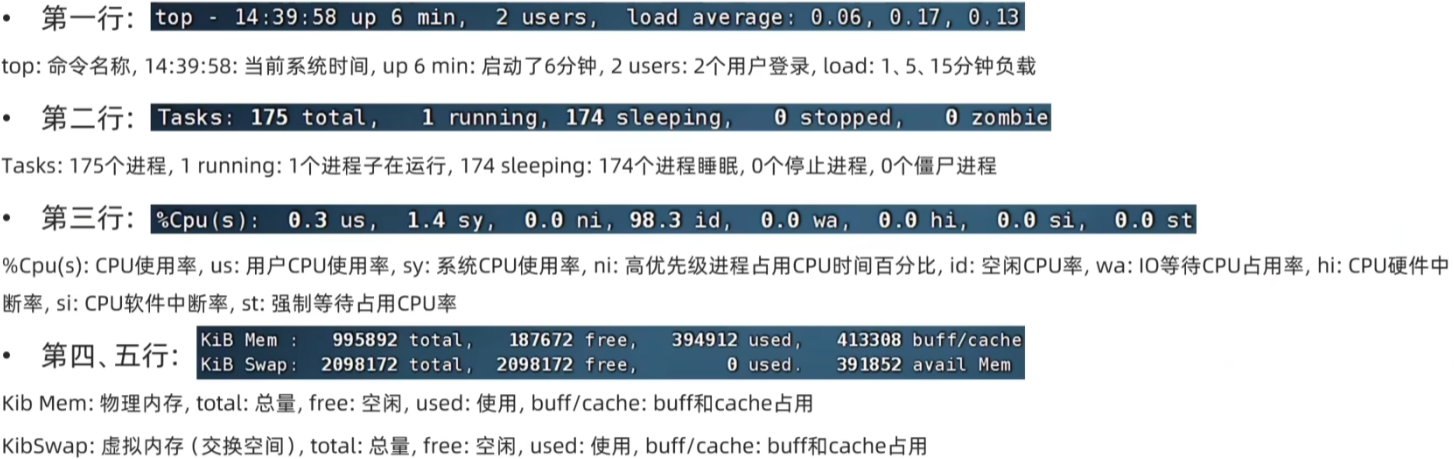 • 第一行: top - 14:39:58 up 6 min, 2 users, load average: 0.06, 0.17, 0.13
top: 命令名称, 14:39:58: 当前系统时间, up 6 min: 启动了6分钟, 2 users: 2个用户登录, load: 1、5、15分钟负载
• 第二行: Tasks: 175 total, 1 running, 174 sleeping, 0 stopped, 0 zombie
Tasks: 175个进程, 1 running: 1个进程子在运行, 174 sleeping: 174个进程睡眠, 0个停止进程, 0个僵尸进程
• 第三行: %Cpu(s): 0.3 us, 1.4 sy, 0.0 ni, 98.3 id, 0.0 wa, 0.0 hi, 0.0 si, 0.0 st
%Cpu(s): CPU使用率, us: 用户CPU使用率, sy: 系统CPU使用率, ni: 高优先级进程占用CPU时间百分比, id: 空闲CPU率, wa: IO等待CPU占用率, hi: CPU硬件中
断率, si: CPU软件中断率, st: 强制等待占用CPU率
• 第四、五行:
KiB Mem : 995892 total, 187672 free, 394912 used, 413308 buff/cache
KiB Swap: 2098172 total, 2098172 free, 0 used. 391852 avail Mem
Kib Mem: 物理内存, total: 总量, free: 空闲, used: 使用, buff/cache: buff和cache占用
KibSwap: 虚拟内存（交换空间）, total: 总量, free: 空闲, used: 使用, buff/cache: buff和cache占用